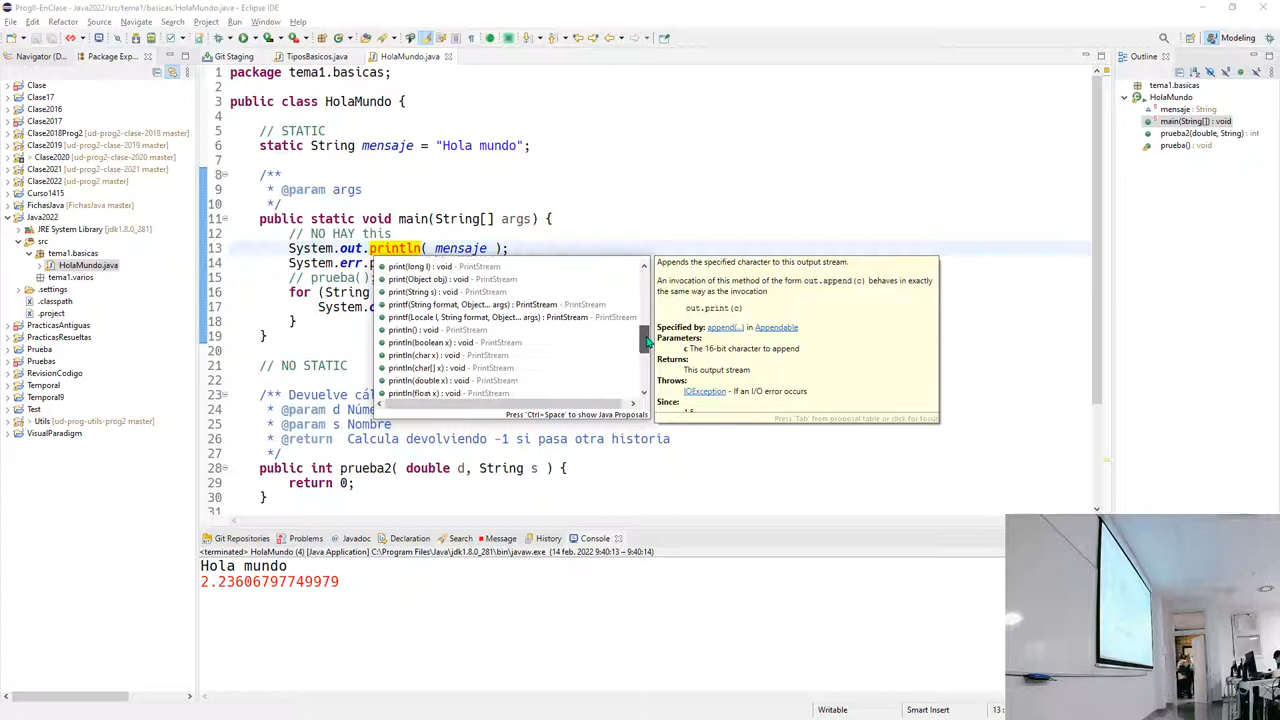 ProgII-EnClase - Java2022/src/tema1/basicas/HolaMundo.java - Eclipse IDE
File Edit Refactor Source Navigate Search Project Run Window Help
Modeling
Navigator (D...
Package Exp...
Git Staging
TiposBasicos.java
HolaMundo.java
Outline
Clase
Clase17
Clase2016
Clase2017
Clase2018Prog2 [ud-prog2-clase-2018 master]
Clase2019 [ud-prog2-clase-2019 master]
> Clase2020 [ud-prog2-clase-2020 master]
Clase2021 [ud-prog2-clase-2021 master]
Clase2022 [ud-prog2 master]
Curso1415
FichasJava [ud-prog2-fichas master]
Java2022
JRE System Library [jdk1.8.0_281]
src
tema1.basicas
HolaMundo.java
tema1.varios
.settings
.classpath
.project
PracticasAntiguas
PracticasResueltas
Prueba
Pruebas
RevisionCodigo
Temporal
Temporal9
Test
> Utils [ud-prog-utils-prog2 master]
VisualParadigm
1 package tema1.basicas;
2
3 public class HolaMundo {
4
5 // STATIC
6 static String mensaje = "Hola mundo";
7
8 /**
9 * @param args
10 */
11 public static void main(String[] args) {
12 // NO HAY this
13 System.out.println( mensaje );
14 System.err.p
15 // prueba();
16 for (String
17 System.o
18 }
19 }
20
21 // NO STATIC
22
23 /** Devuelve cál
24 * @param d Núme
25 * @param s Nombre
26 * @return Calcula devolviendo -1 si pasa otra historia
27 */
28 public int prueba2( double d, String s ) {
29 return 0;
30 }
31
print(long l) : void - PrintStream
print(Object obj) : void - PrintStream
print(String s) : void - PrintStream
printf(String format, Object... args) : PrintStream - PrintStream
printf(Locale l, String format, Object... args) : PrintStream - PrintStream
println() : void - PrintStream
println(boolean x) : void - PrintStream
println(char x) : void - PrintStream
println(char[] x) : void - PrintStream
println(double x) : void - PrintStream
println(float x) : void - PrintStream
Press 'Ctrl+Space' to show Java Proposals
Appends the specified character to this output stream.
An invocation of this method of the form out.append(c) behaves in exactly
the same way as the invocation
out.print(c)
Specified by: append(...) in Appendable
Parameters:
c The 16-bit character to append
Returns:
This output stream
Throws:
IOException - If an I/O error occurs
Since:
1.5
Press 'Tab' from proposal table or click for focus
tema1.basicas
HolaMundo
mensaje : String
main(String[]) : void
prueba2(double, String) : int
prueba() : void
Git Repositories Problems Javadoc Declaration Search Message History Console
<terminated> HolaMundo (4) [Java Application] C:\Program Files\Java\jdk1.8.0_281\bin\javaw.exe (14 feb. 2022 9:40:13 – 9:40:14)
Hola mundo
2.23606797749979
Writable
Smart Insert
13 :